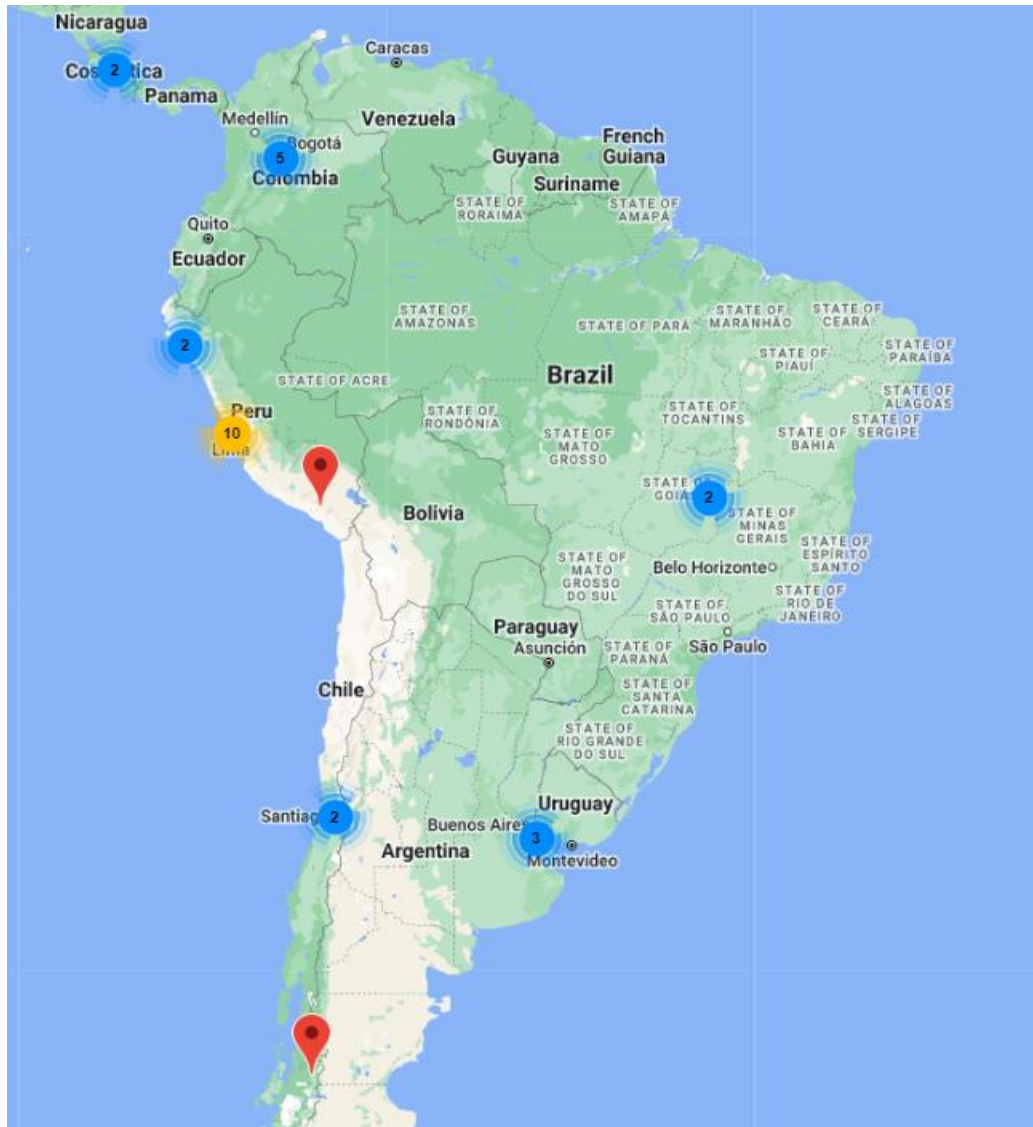 Nicaragua
Caracas
2
Panama
Medellín
Venezuela
Bogotá
5
Colombia
French
Guiana
Guyana
Suriname
STATE OF
RORAIMA
STATE OF
AMAPÁ
Quito
Ecuador
STATE OF
AMAZONAS
STATE OF PARÁ
STATE OF
MARANHÃO
STATE OF
CEARÁ
2
STATE OF
PARAÍBA
STATE OF
PIAUÍ
STATE OF ACRE
Brazil
STATE OF
ALAGOAS
Peru
10
Lima
STATE OF
RONDÔNIA
STATE OF
TOCANTINS
STATE OF
SERGIPE
STATE OF
BAHIA
STATE OF
MATO
GROSSO
STATE OF
2
Bolivia
STATE OF
MINAS
GERAIS
STATE OF
ESPÍRITO
SANTO
STATE OF
MATO
GROSSO
DO SUL
Belo Horizonte
STATE OF
RIO DE
JANEIRO
STATE OF
SÃO PAULO
Paraguay
Asunción
São Paulo
STATE OF
PARANÁ
Chile
STATE OF
SANTA
CATARINA
STATE OF
RIO GRANDE
DO SUL
Uruguay
2
Buenos Aires
3
Argentina
Montevideo